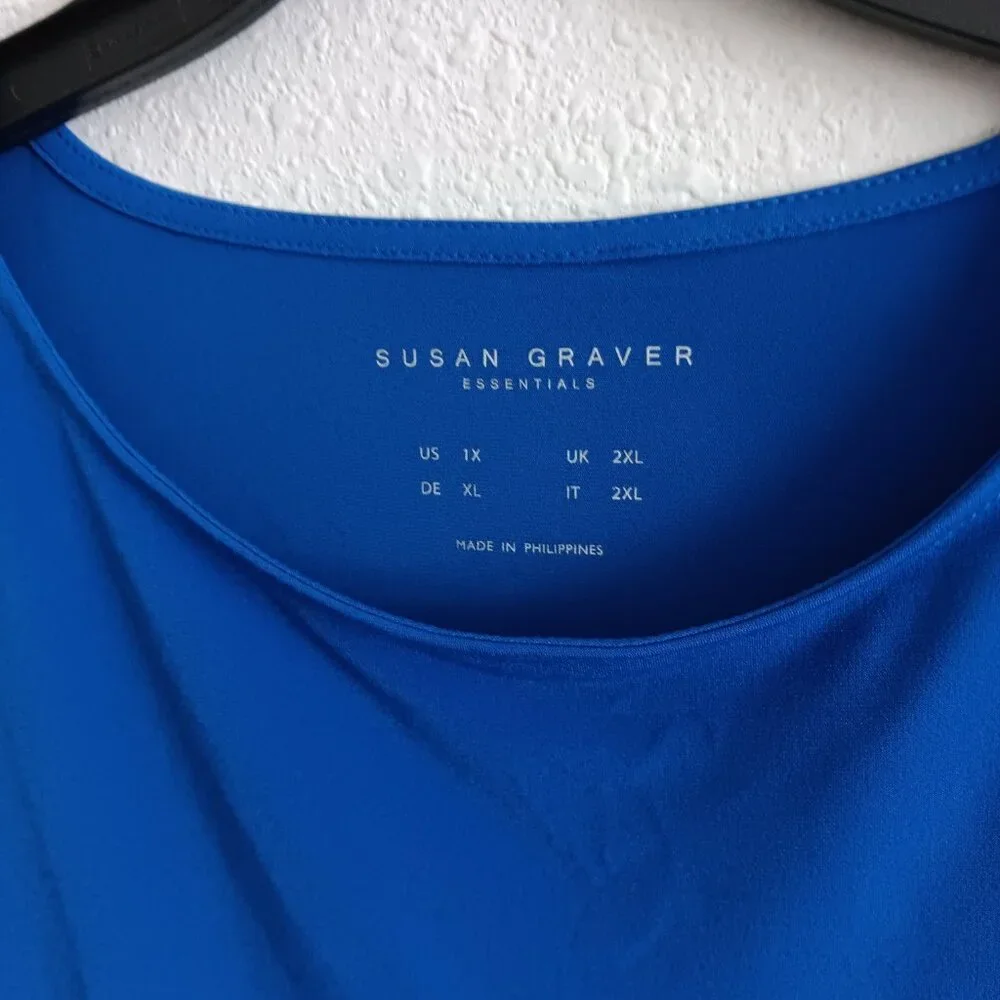 SUSAN GRAVER
ESSENTIALS
US 1X UK 2XL
DE XL IT 2XL
MADE IN PHILIPPINES